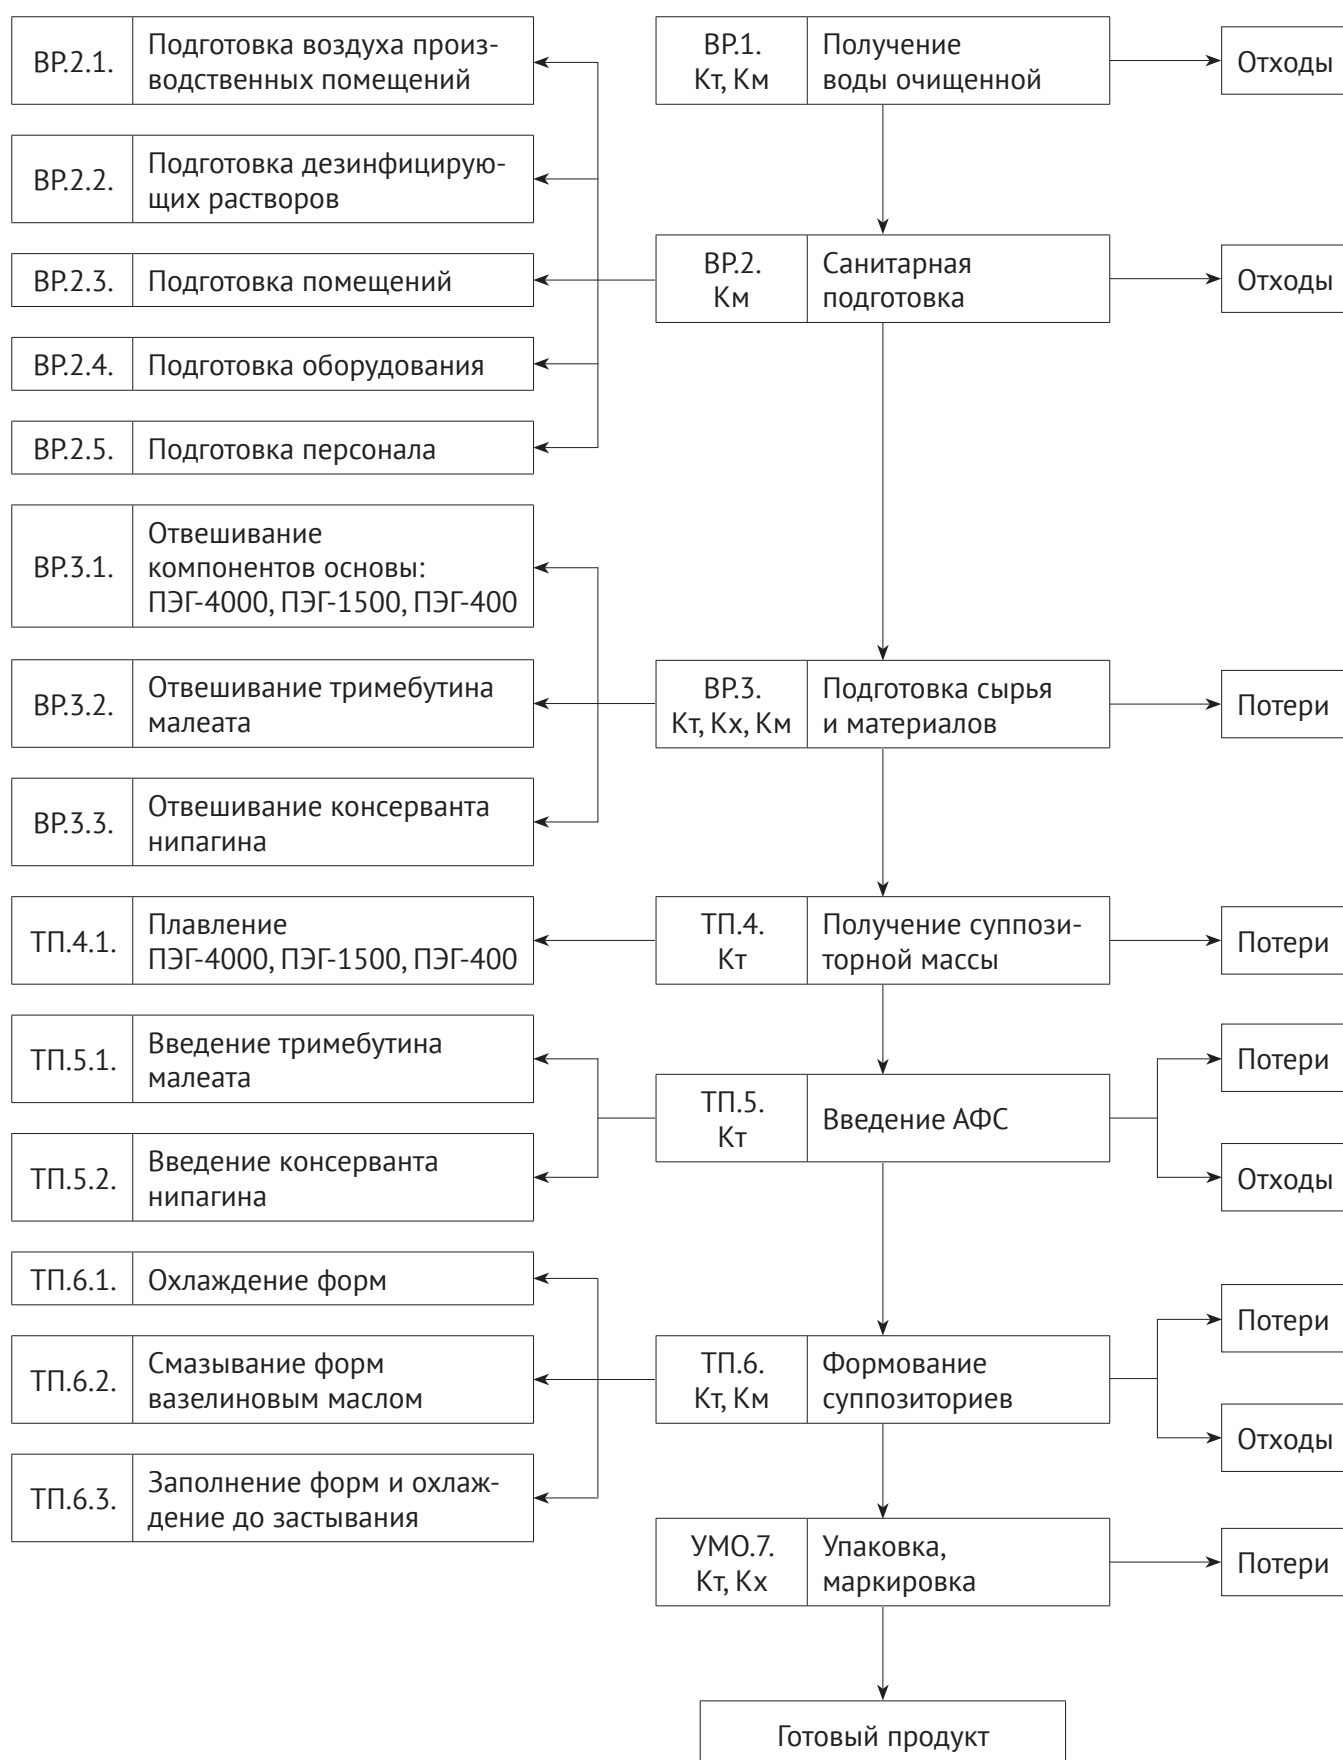 ВР.2.1.
Подготовка воздуха произ-
водственных помещений
ВР.1.
Кт, Км
Получение
воды очищенной
Отходы
ВР.2.2.
Подготовка дезинфицирую-
щих растворов
ВР.2.3.
Подготовка помещений
ВР.2.
Км
Санитарная
подготовка
Отходы
ВР.2.4.
Подготовка оборудования
ВР.2.5.
Подготовка персонала
ВР.3.1.
Отвешивание
компонентов основы:
ПЭГ-4000, ПЭГ-1500, ПЭГ-400
ВР.3.2.
Отвешивание тримебутина
малеата
ВР.3.
Кт, Кх, Км
Подготовка сырья
и материалов
Потери
ВР.3.3.
Отвешивание консерванта
нипагина
ТП.4.1.
Плавление
ПЭГ-4000, ПЭГ-1500, ПЭГ-400
ТП.4.
Кт
Получение суппози-
торной массы
Потери
ТП.5.1.
Введение тримебутина
малеата
ТП.5.
Кт
Введение АФС
Потери
Отходы
ТП.5.2.
Введение консерванта
нипагина
ТП.6.1.
Охлаждение форм
ТП.6.2.
Смазывание форм
вазелиновым маслом
ТП.6.
Кт, Км
Формование
суппозиториев
Потери
Отходы
ТП.6.3.
Заполнение форм и охлаж-
дение до застывания
УМО.7.
Кт, Кх
Упаковка,
маркировка
Потери
Готовый продукт